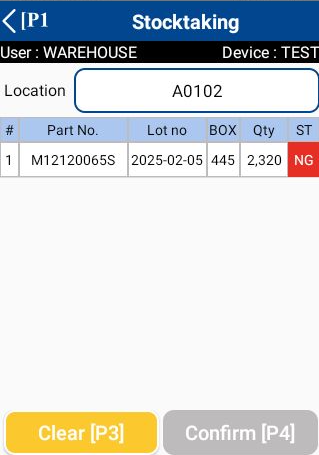 [P1 Stocktaking
User : WAREHOUSE Device : TEST
Location A0102
# Part No. Lot no BOX Qty ST
1 M12120065S 2025-02-05 445 2,320 NG
Clear [P3] Confirm [P4]